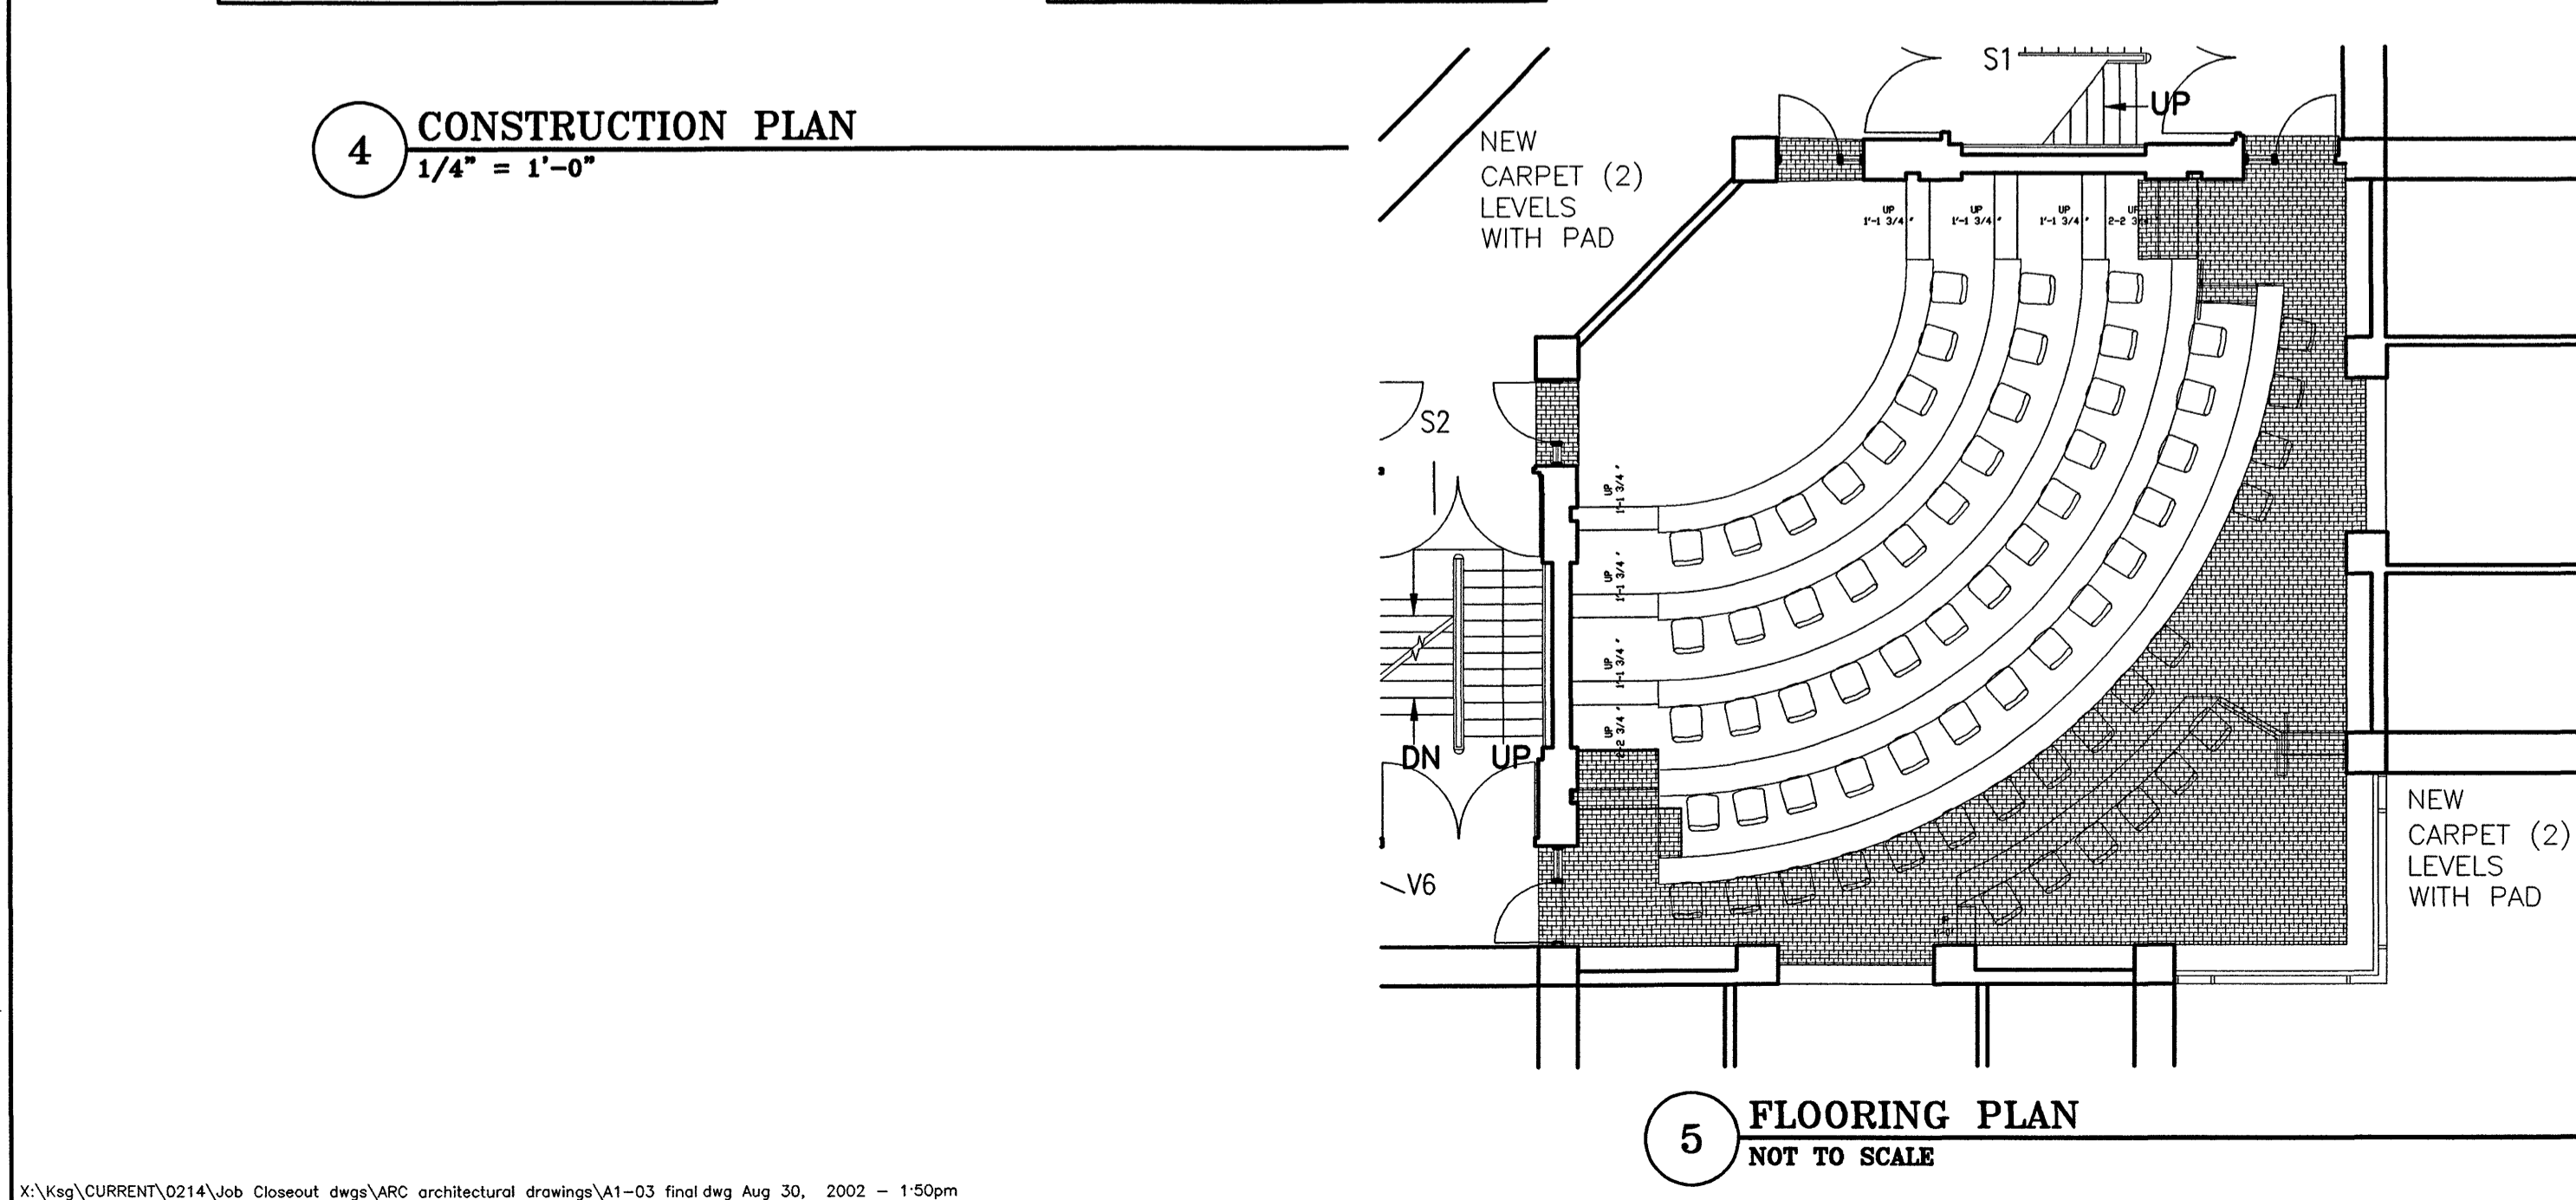 4
CONSTRUCTION PLAN
1/4" = 1'-0"
S1
UP
NEW
CARPET (2)
LEVELS
WITH PAD
UP
1'-1 3/4 "
UP
1'-1 3/4 "
UP
1'-1 3/4 "
UP
2-2
S2
UP
1'-1 3/4 "
UP
1'-1 3/4 "
UP
1'-1 3/4 "
UP
2-2 3/4 "
DN
UP
V6
NEW
CARPET (2)
LEVELS
WITH PAD
5
FLOORING PLAN
NOT TO SCALE
X:\Ksg\CURRENT\0214\Job Closeout dwgs\ARC architectural drawings\A1-03 final dwg Aug 30, 2002 - 1:50pm